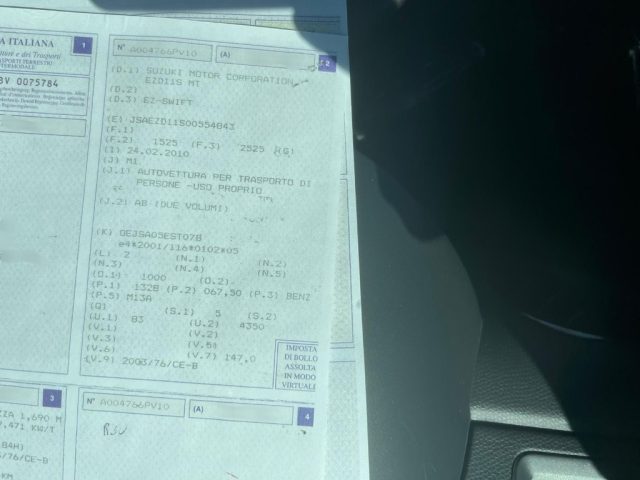 A ITALIANA
1
BV 0075784
N° A004766PV10
(A)
2
(D.1) SUZUKI MOTOR CORPORATION
EZD11S MT
(D.2)
(D.3) EZ-SWIFT
(E) JSAEZD11S00554843
(F.1)
(F.2) 1525 (F.3) 2525 (G)
(I) 24.02.2010
(J) M1
(J.1) AUTOVETTURA PER TRASPORTO DI
PERSONE -USO PROPRIO
(J.2) AB (DUE VOLUMI)
(K) OEJSA05EST07B
e4*2001/116*0102*05
(L) 2 (N.1) (N.2)
(N.3) (N.4) (N.5)
(O.1) 1000 (O.2)
(P.1) 1328 (P.2) 067,50 (P.3) BENZ
(P.5) M13A
(Q) (S.1) 5 (S.2)
(U.1) 83 (U.2) 4350
(V.1) (V.2)
(V.3) (V.5)
(V.6) (V.7) 147,0
(V.9) 2003/76/CE-B
IMPOSTA
DI BOLLO
ASSOLTA
IN MODO
VIRTUALE
3
ZZA 1,690 M
,471 KW/T
84H)
/76/CE-B
KM
N° A004766PV10
(A)
4